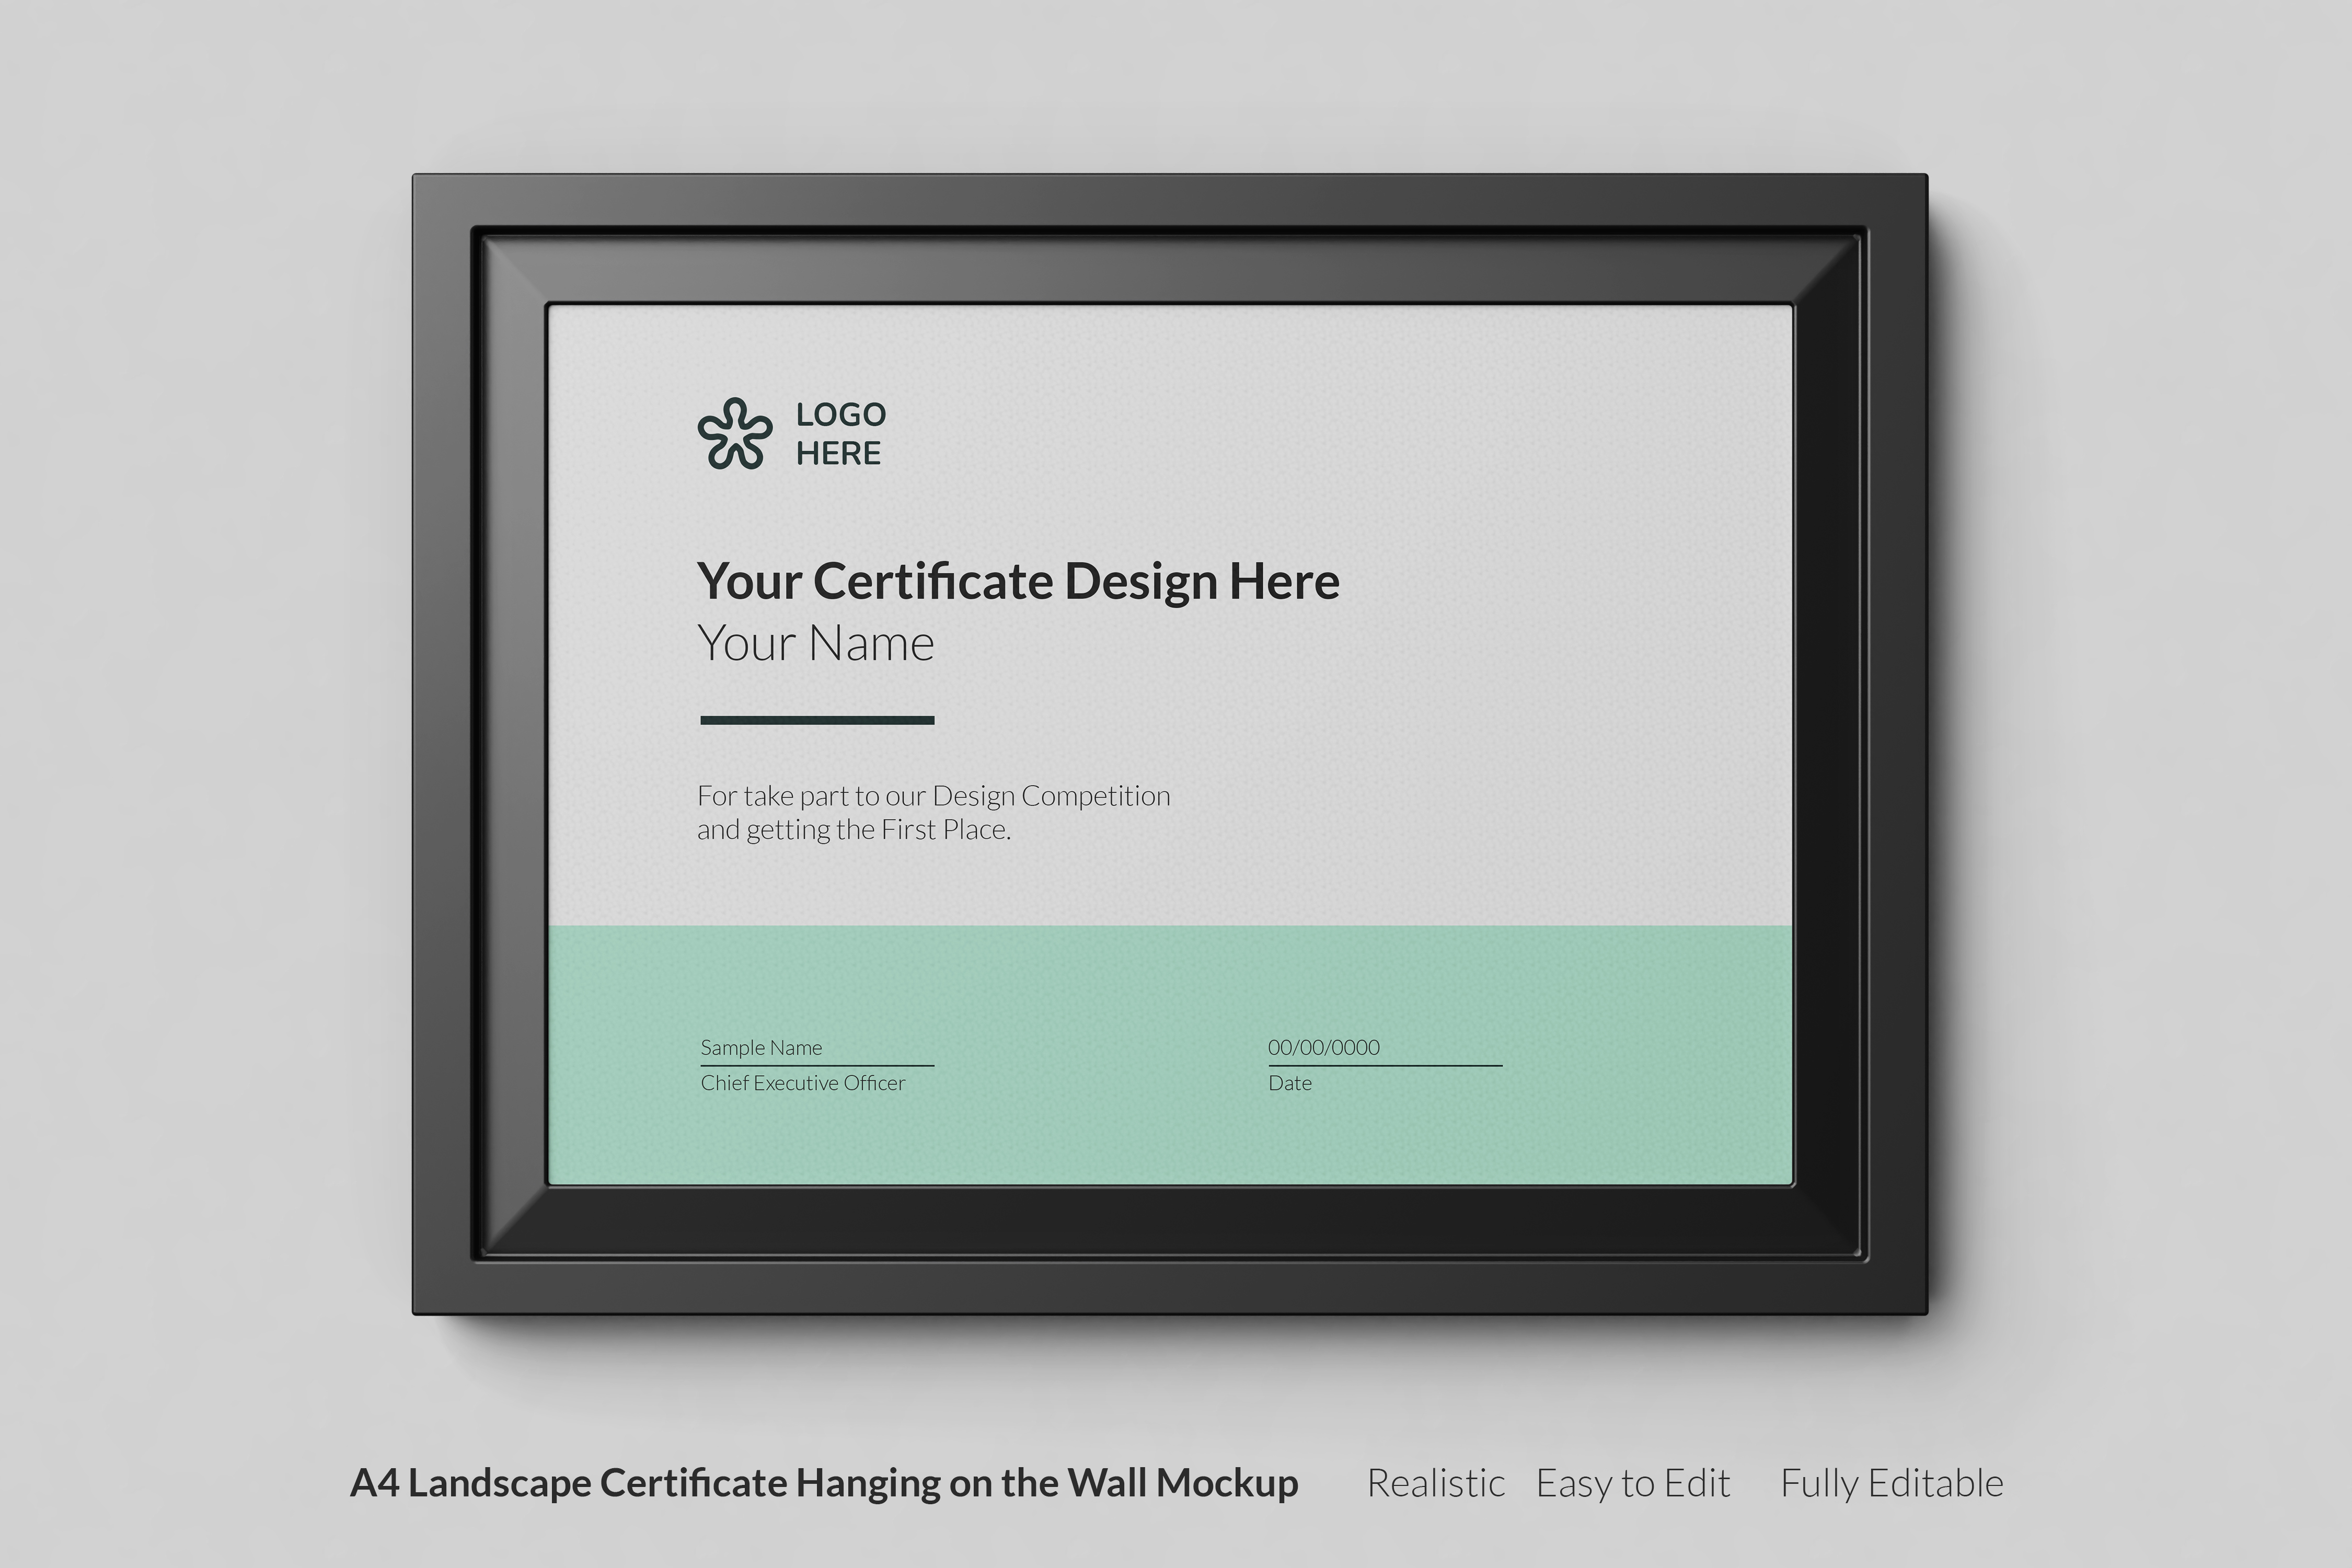 LOGO
HERE
Your Certificate Design Here
Your Name
For take part to our Design Competition
and getting the First Place.
Sample Name
Chief Executive Officer
00/00/0000
Date
A4 Landscape Certificate Hanging on the Wall Mockup
Realistic
Easy to Edit
Fully Editable